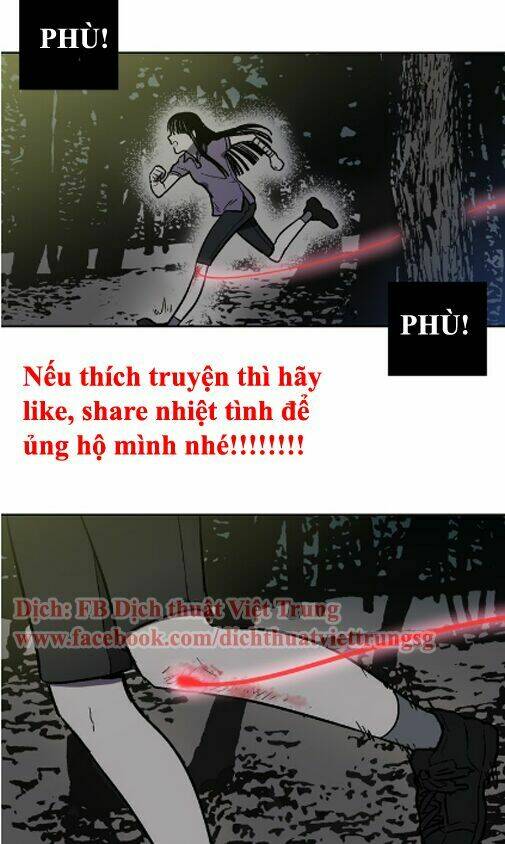 PHÙ!
PHÙ!
Nếu thích truyện thì hãy
like, share nhiệt tình để
ủng hộ mình nhé!!!!!!!!
Dịch: FB Dịch thuật Việt Trung
www.facebook.com/dichthuatviettrungsg